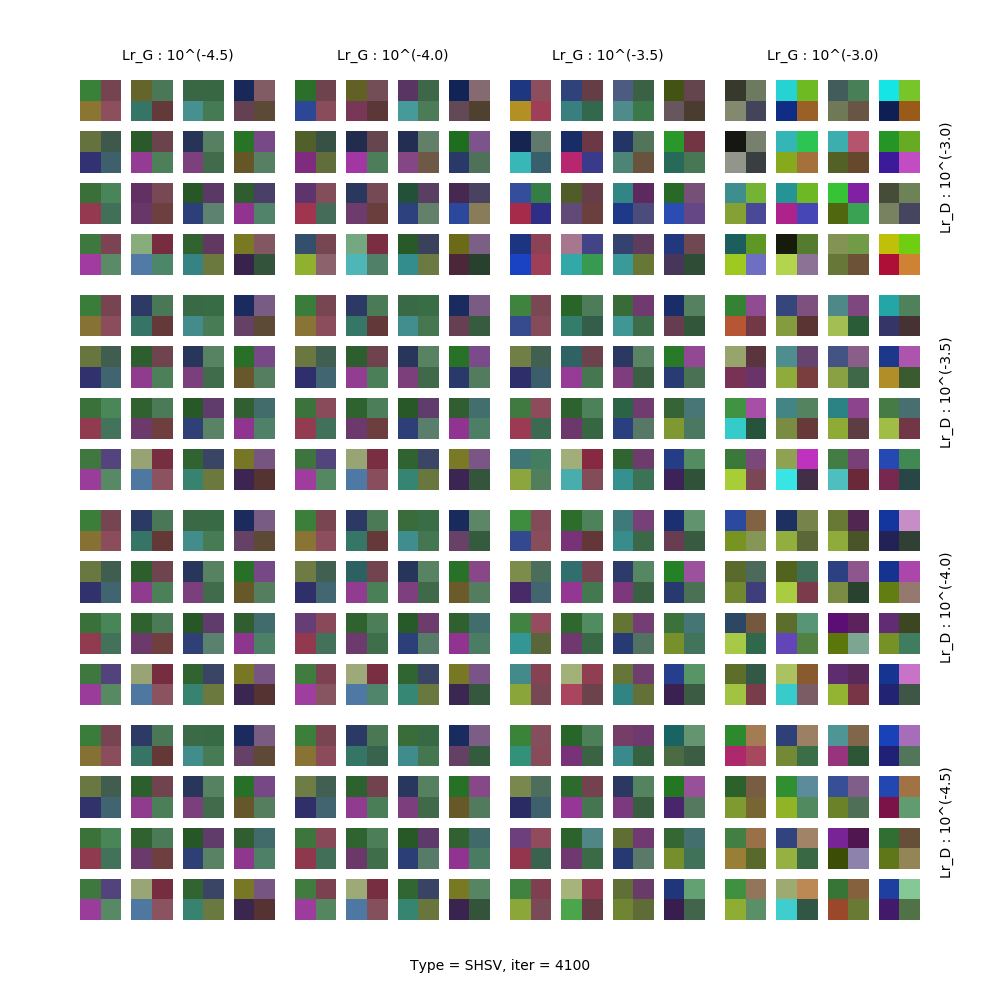 Lr_G : 10^(-4.5)
Lr_G : 10^(-4.0)
Lr_G : 10^(-3.5)
Lr_G : 10^(-3.0)
Lr_D : 10^(-3.0)
Lr_D : 10^(-3.5)
Lr_D : 10^(-4.0)
Lr_D : 10^(-4.5)
Type = SHSV, iter = 4100